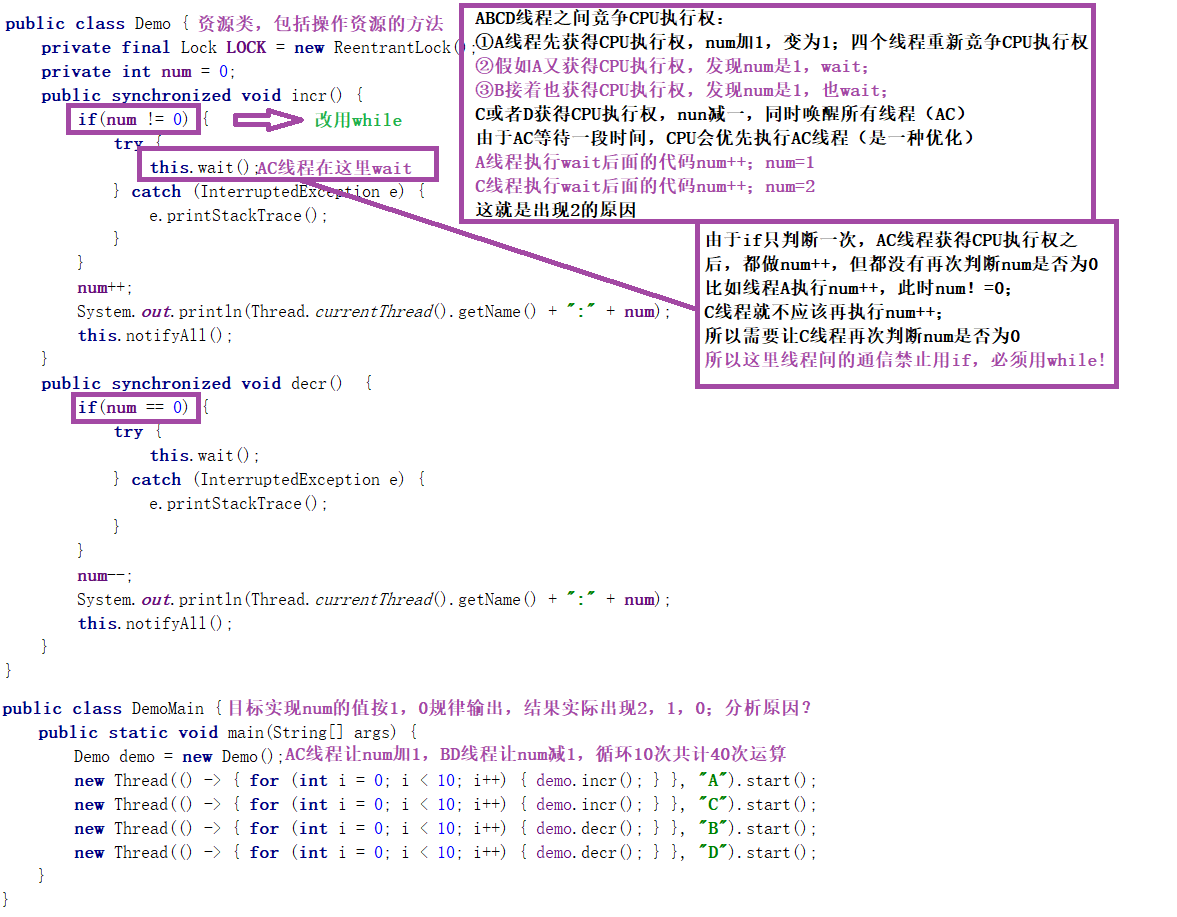 public class Demo { 资源类，包括操作资源的方法
private final Lock LOCK = new ReentrantLock();
private int num = 0;
public synchronized void incr() {
if(num != 0) { 改用while
try {
this.wait();AC线程在这里wait
} catch (InterruptedException e) {
e.printStackTrace();
}
}
num++;
System.out.println(Thread.currentThread().getName() + ":" + num);
this.notifyAll();
}
public synchronized void decr() {
if(num == 0) {
try {
this.wait();
} catch (InterruptedException e) {
e.printStackTrace();
}
}
num--;
System.out.println(Thread.currentThread().getName() + ":" + num);
this.notifyAll();
}
}
ABCD线程之间竞争CPU执行权：
①A线程先获得CPU执行权，num加1，变为1；四个线程重新竞争CPU执行权
②假如A又获得CPU执行权，发现num是1，wait；
③B接着也获得CPU执行权，发现num是1，也wait；
C或者D获得CPU执行权，nun减一，同时唤醒所有线程（AC）
由于AC等待一段时间，CPU会优先执行AC线程（是一种优化）
A线程执行wait后面的代码num++；num=1
C线程执行wait后面的代码num++；num=2
这就是出现2的原因
由于if只判断一次，AC线程获得CPU执行权之
后，都做num++，但都没有再次判断num是否为0
比如线程A执行num++，此时num！=0；
C线程就不应该再执行num++；
所以需要让C线程再次判断num是否为0
所以这里线程间的通信禁止用if，必须用while！
public class DemoMain { 目标实现num的值按1，0规律输出，结果实际出现2，1，0；分析原因？
public static void main(String[] args) {
Demo demo = new Demo();AC线程让num加1，BD线程让num减1，循环10次共计40次运算
new Thread(() -> { for (int i = 0; i < 10; i++) { demo.incr(); } }, "A").start();
new Thread(() -> { for (int i = 0; i < 10; i++) { demo.incr(); } }, "C").start();
new Thread(() -> { for (int i = 0; i < 10; i++) { demo.decr(); } }, "B").start();
new Thread(() -> { for (int i = 0; i < 10; i++) { demo.decr(); } }, "D").start();
}
}